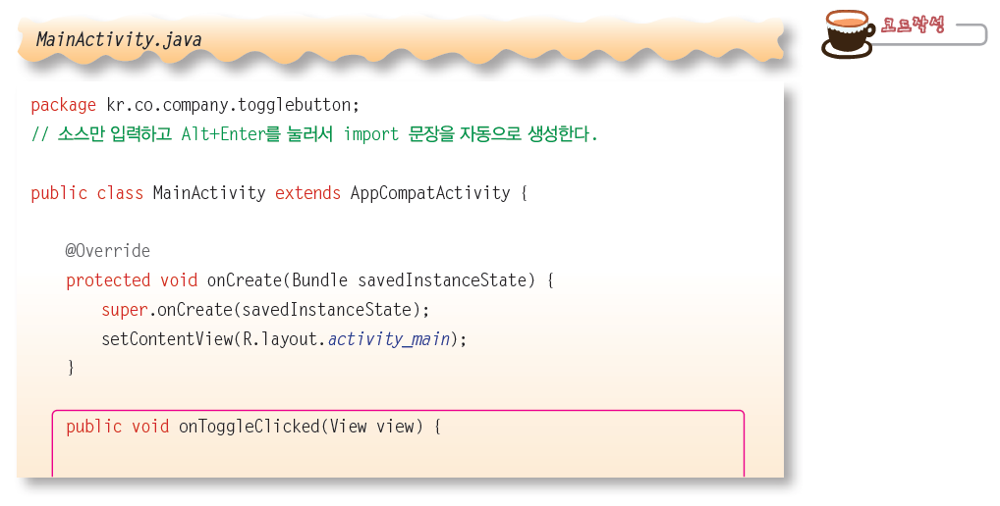 MainActivity.java
코드작성
package kr.co.company.togglebutton;
// 소스만 입력하고 Alt+Enter를 눌러서 import 문장을 자동으로 생성한다.
public class MainActivity extends AppCompatActivity {
@Override
protected void onCreate(Bundle savedInstanceState) {
super.onCreate(savedInstanceState);
setContentView(R.layout.activity_main);
}
public void onToggleClicked(View view) {